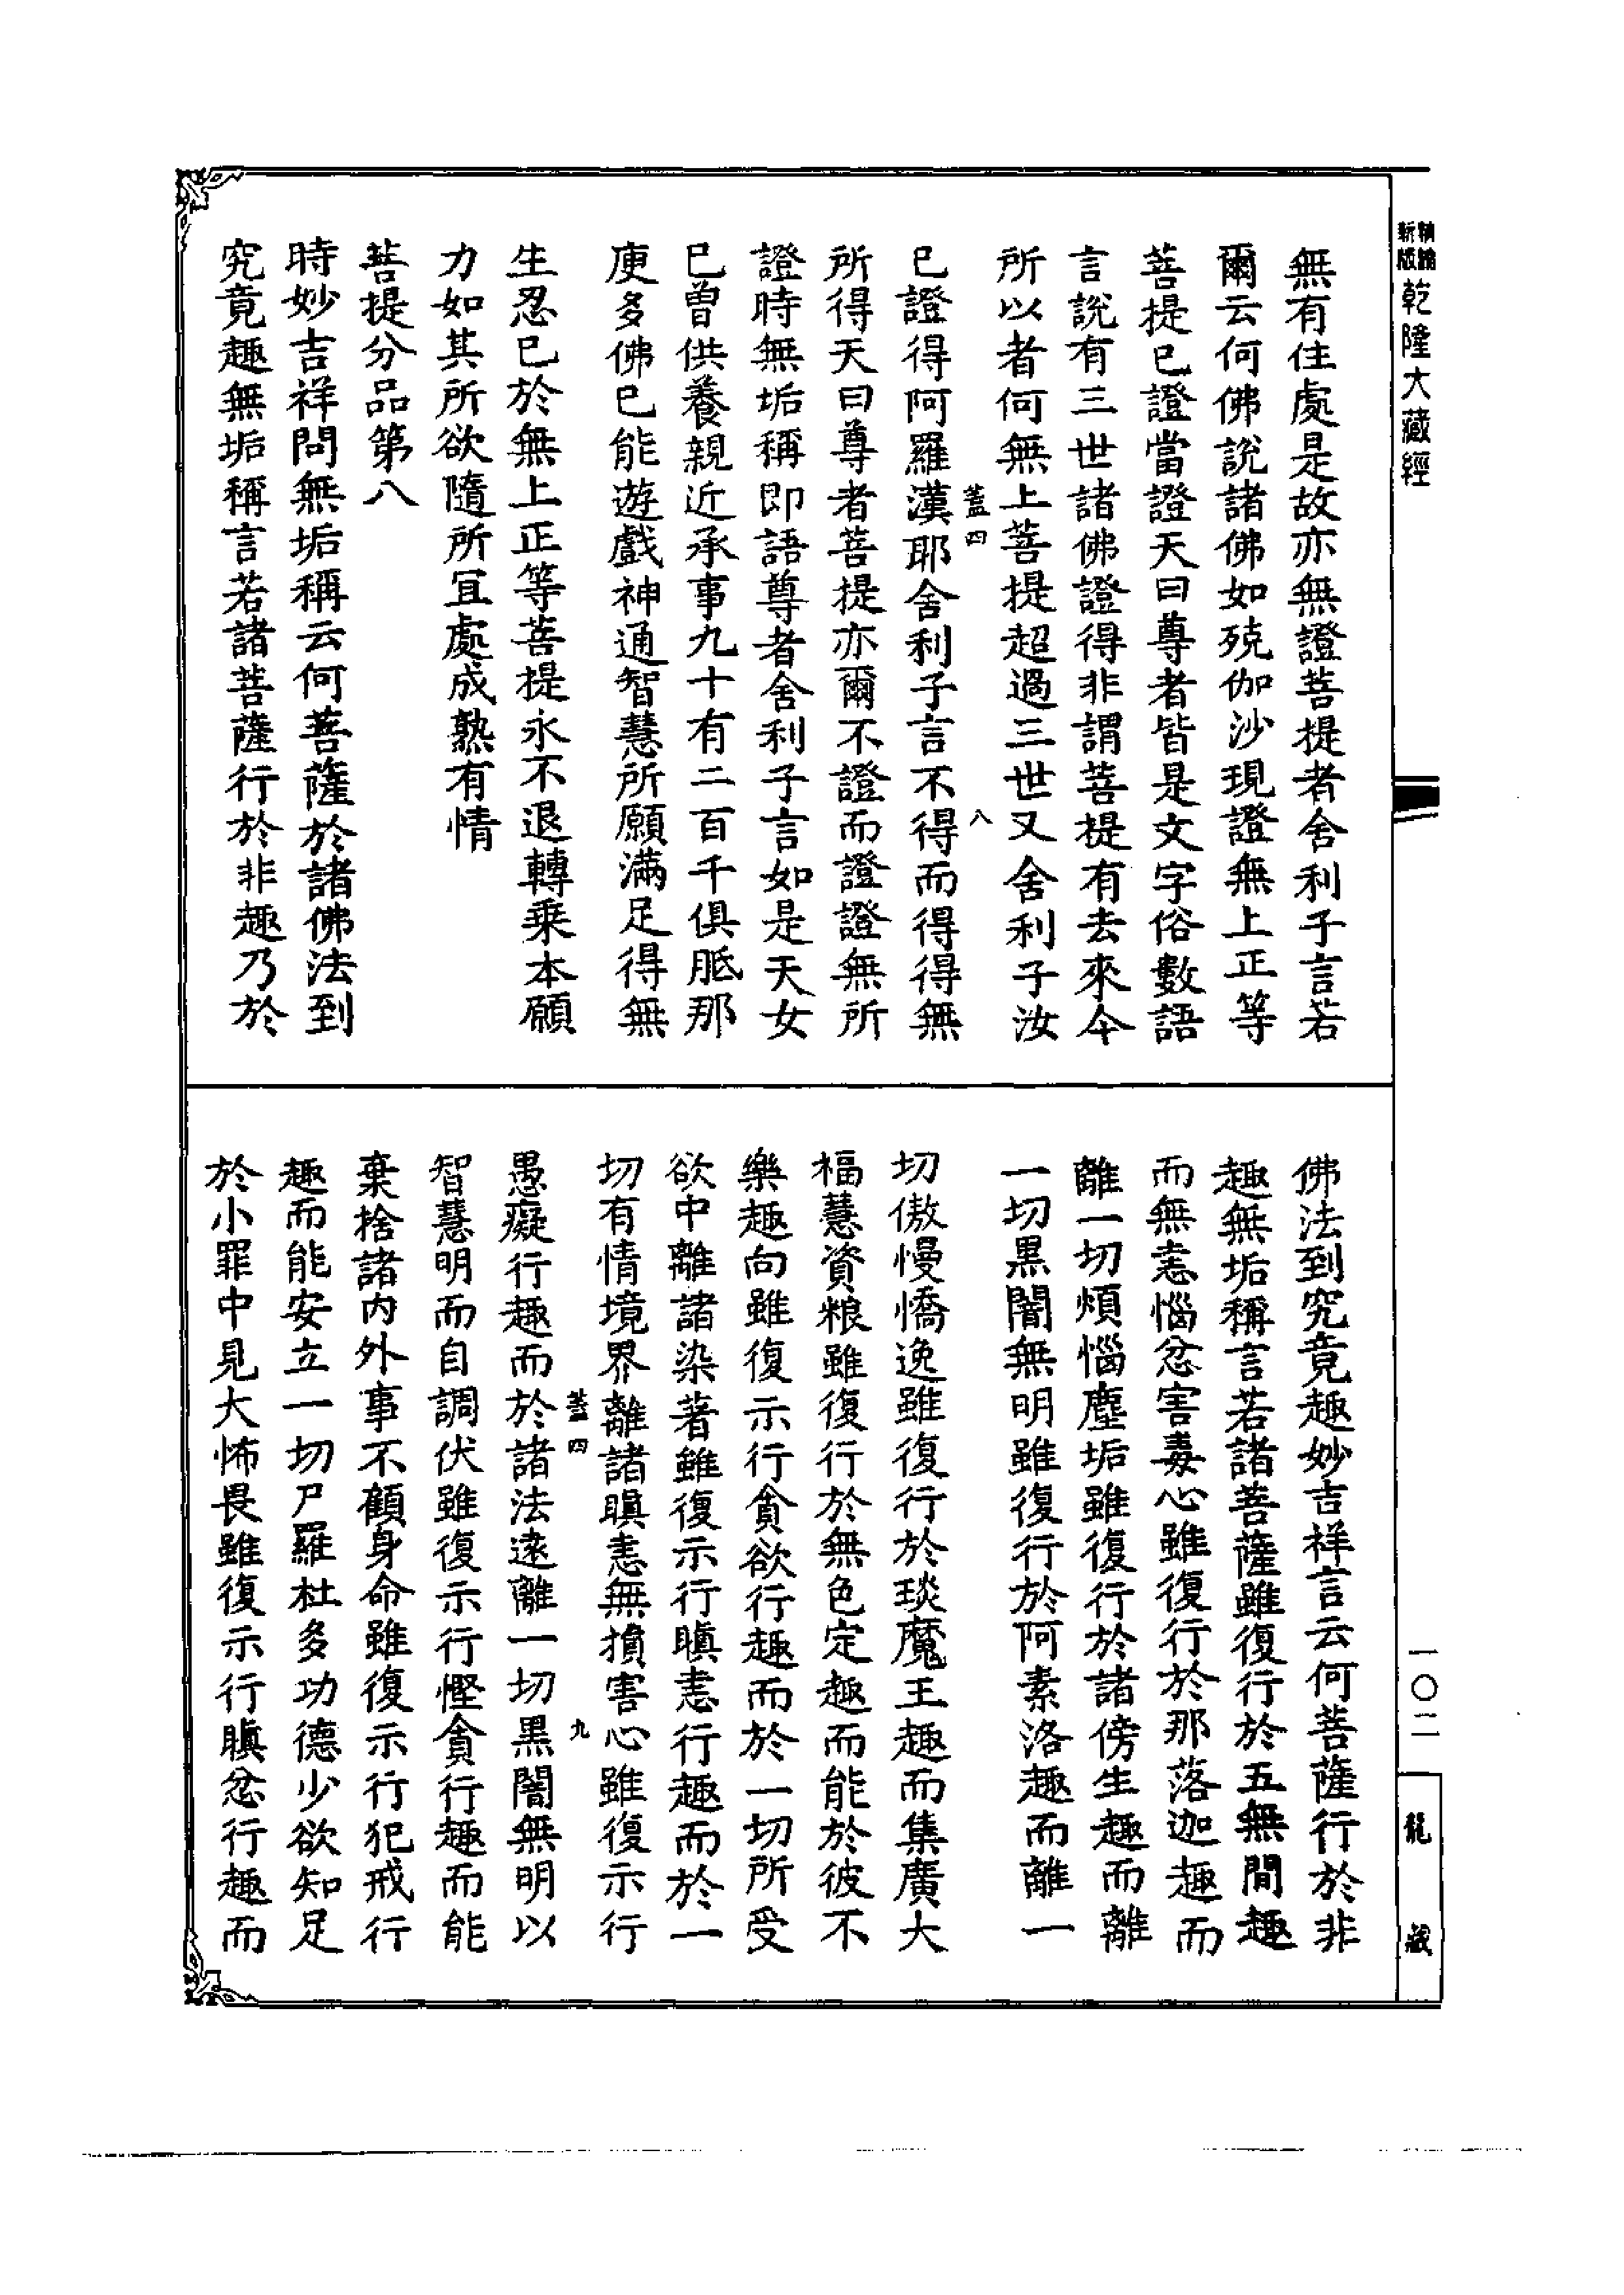 新版
精編
乾隆大藏經
一〇二
龍藏
無有住處是故亦無證菩提者舍利子言若
爾云何佛說諸佛如殑伽沙現證無上正等
菩提已證當證天曰尊者皆是文字俗數語
言說有三世諸佛證得非謂菩提有去來今
所以者何無上菩提超過三世又舍利子汝
蓋四
八
已證得阿羅漢耶舍利子言不得而得得無
所得天曰尊者菩提亦爾不證而證證無所
證時無垢稱即語尊者舍利子言如是天女
已曾供養親近承事九十有二百千俱胝那
庾多佛已能遊戲神通智慧所願滿足得無
生忍已於無上正等菩提永不退轉乘本願
力如其所欲隨所宜處成熟有情
菩提分品第八
時妙吉祥問無垢稱云何菩薩於諸佛法到
究竟趣無垢稱言若諸菩薩行於非趣乃於
佛法到究竟趣妙吉祥言云何菩薩行於非
趣無垢稱言若諸菩薩雖復行於五無間趣
而無恚惱忿害毒心雖復行於那落迦趣而
離一切煩惱塵垢雖復行於諸傍生趣而離
一切黑闇無明雖復行於阿素洛趣而離一
切傲慢憍逸雖復行於琰魔王趣而集廣大
福慧資粮雖復行於無色定趣而能於彼不
樂趣向雖復示行貪欲行趣而於一切所受
欲中離諸染著雖復示行瞋恚行趣而於一
切有情境界離諸瞋恚無損害心雖復示行
蓋四
九
愚癡行趣而於諸法遠離一切黑闇無明以
智慧明而自調伏雖復示行慳貪行趣而能
棄捨諸内外事不顧身命雖復示行犯戒行
趣而能安立一切尸羅杜多功德少欲知足
於小罪中見大怖畏雖復示行瞋忿行趣而